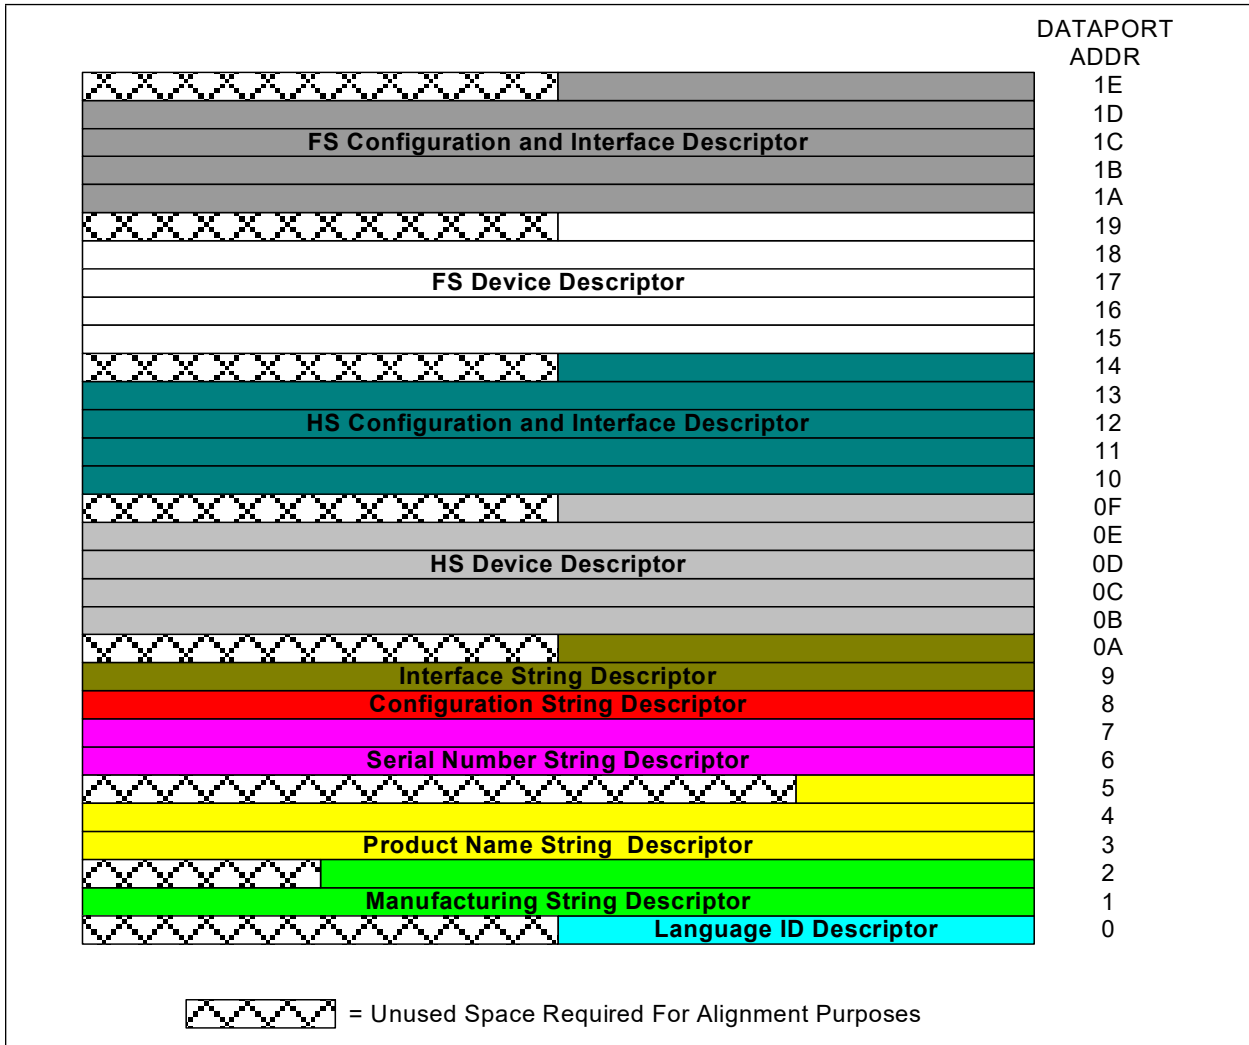 DATAPORT
ADDR
1E
1D
FS Configuration and Interface Descriptor 1C
1B
1A
19
18
FS Device Descriptor 17
16
15
14
13
HS Configuration and Interface Descriptor 12
11
10
0F
0E
HS Device Descriptor 0D
0C
0B
0A
Interface String Descriptor 9
Configuration String Descriptor 8
7
Serial Number String Descriptor 6
5
4
Product Name String Descriptor 3
2
Manufacturing String Descriptor 1
Language ID Descriptor 0
= Unused Space Required For Alignment Purposes